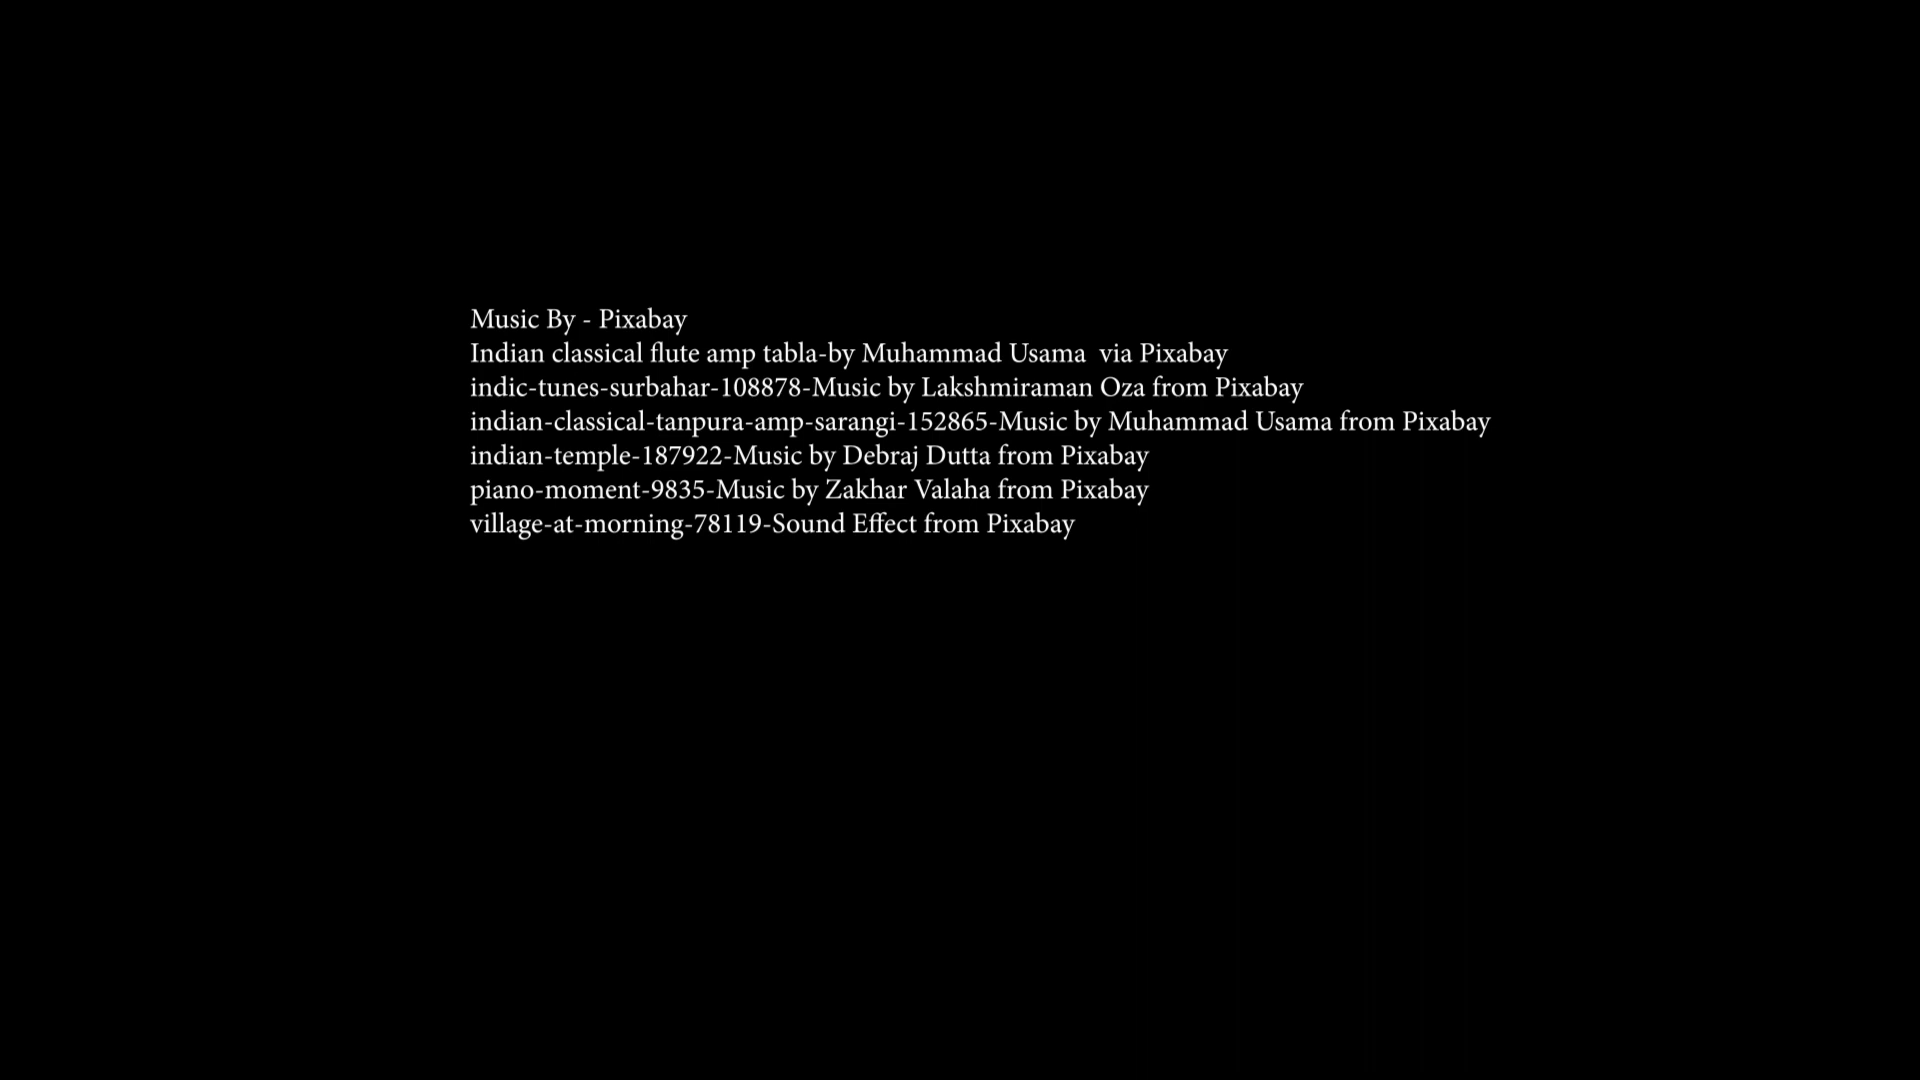 Music By - Pixabay
Indian classical flute amp tabla-by Muhammad Usama  via Pixabay
indic-tunes-surbahar-108878-Music by Lakshmiraman Oza from Pixabay
indian-classical-tanpura-amp-sarangi-152865-Music by Muhammad Usama from Pixabay
indian-temple-187922-Music by Debraj Dutta from Pixabay
piano-moment-9835-Music by Zakhar Valaha from Pixabay
village-at-morning-78119-Sound Effect from Pixabay